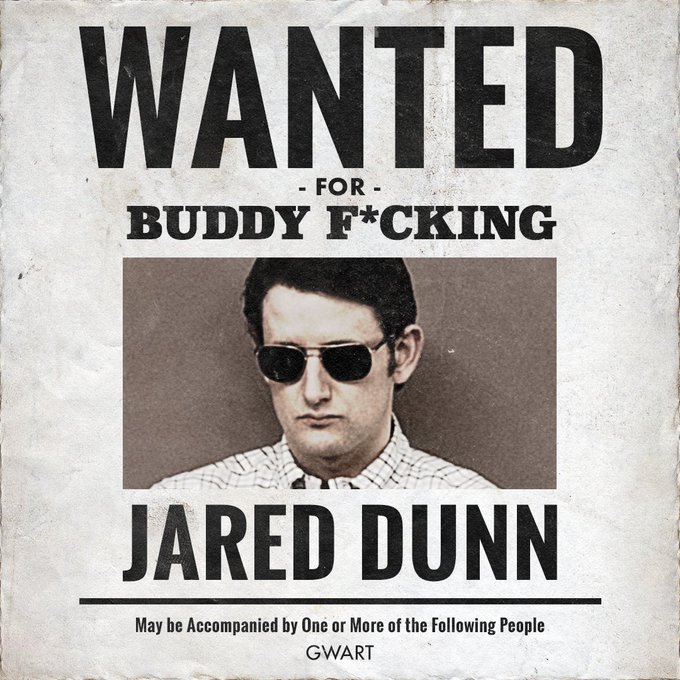 WANTED
- FOR -
BUDDY F*CKING
JARED DUNN
May be Accompanied by One or More of the Following People
GWART